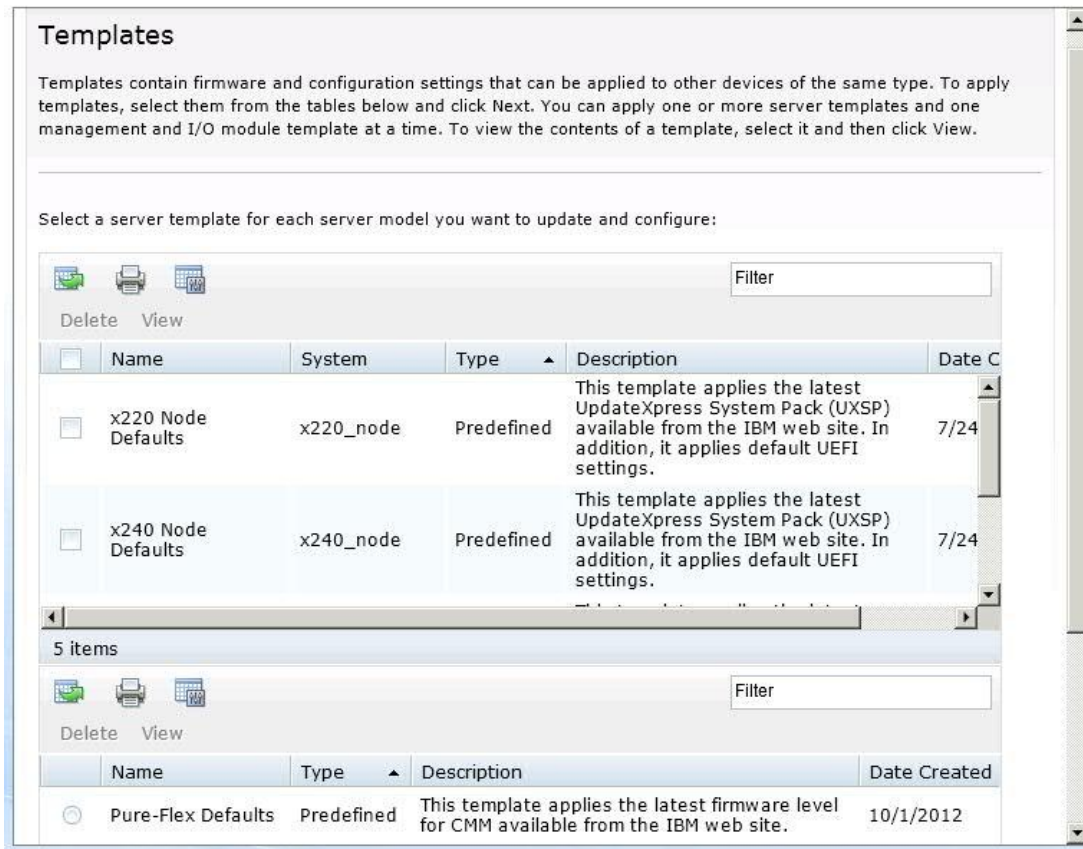 Templates
Templates contain firmware and configuration settings that can be applied to other devices of the same type. To apply
templates, select them from the tables below and click Next. You can apply one or more server templates and one
management and I/O module template at a time. To view the contents of a template, select it and then click View.
Select a server template for each server model you want to update and configure:
Filter
Delete View
Name System Type Description Date C
This template applies the latest
UpdateXpress System Pack (UXSP)
x220 Node Defaults x220_node Predefined available from the IBM web site. In 7/24
addition, it applies default UEFI
settings.
This template applies the latest
UpdateXpress System Pack (UXSP)
x240 Node Defaults x240_node Predefined available from the IBM web site. In 7/24
addition, it applies default UEFI
settings.
5 items
Filter
Delete View
Name Type Description Date Created
Pure-Flex Defaults Predefined This template applies the latest firmware level 10/1/2012
for CMM available from the IBM web site.